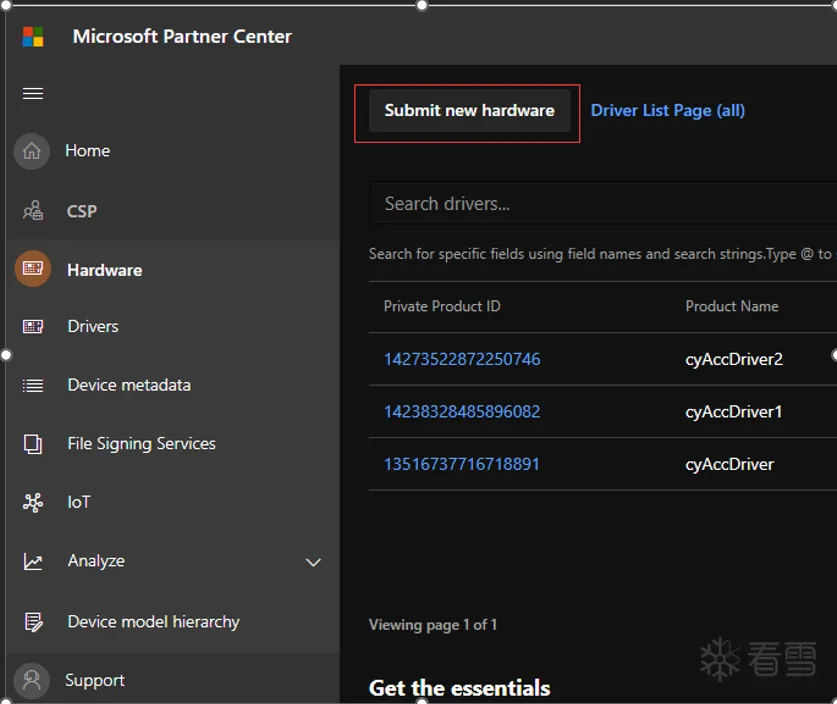 Microsoft Partner Center
Home
CSP
Hardware
Drivers
Device metadata
File Signing Services
IoT
Analyze
Device model hierarchy
Support
Submit new hardware
Driver List Page (all)
Search drivers...
Search for specific fields using field names and search strings.Type @ to
Private Product ID
Product Name
14273522872250746
cyAccDriver2
14238328485896082
cyAccDriver1
13516737716718891
cyAccDriver
Viewing page 1 of 1
Get the essentials
看雪